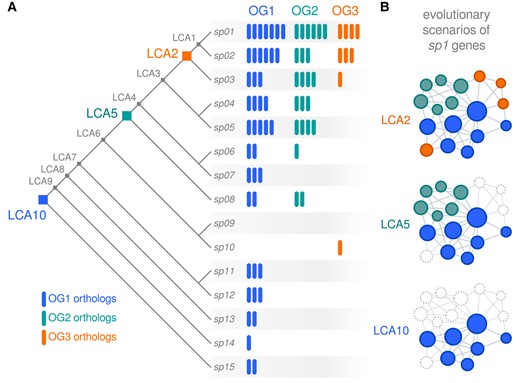 A
OG1 OG2 OG3
LCA1
sp01
LCA2
sp02
LCA3
sp03
LCA4
sp04
LCA5
sp05
LCA6
sp06
LCA7
sp07
LCA8
sp08
LCA9
LCA10
sp09
sp10
sp11
sp12
sp13
sp14
sp15
OG1 orthologs
OG2 orthologs
OG3 orthologs
B
evolutionary
scenarios of
sp1 genes
LCA2
LCA5
LCA10